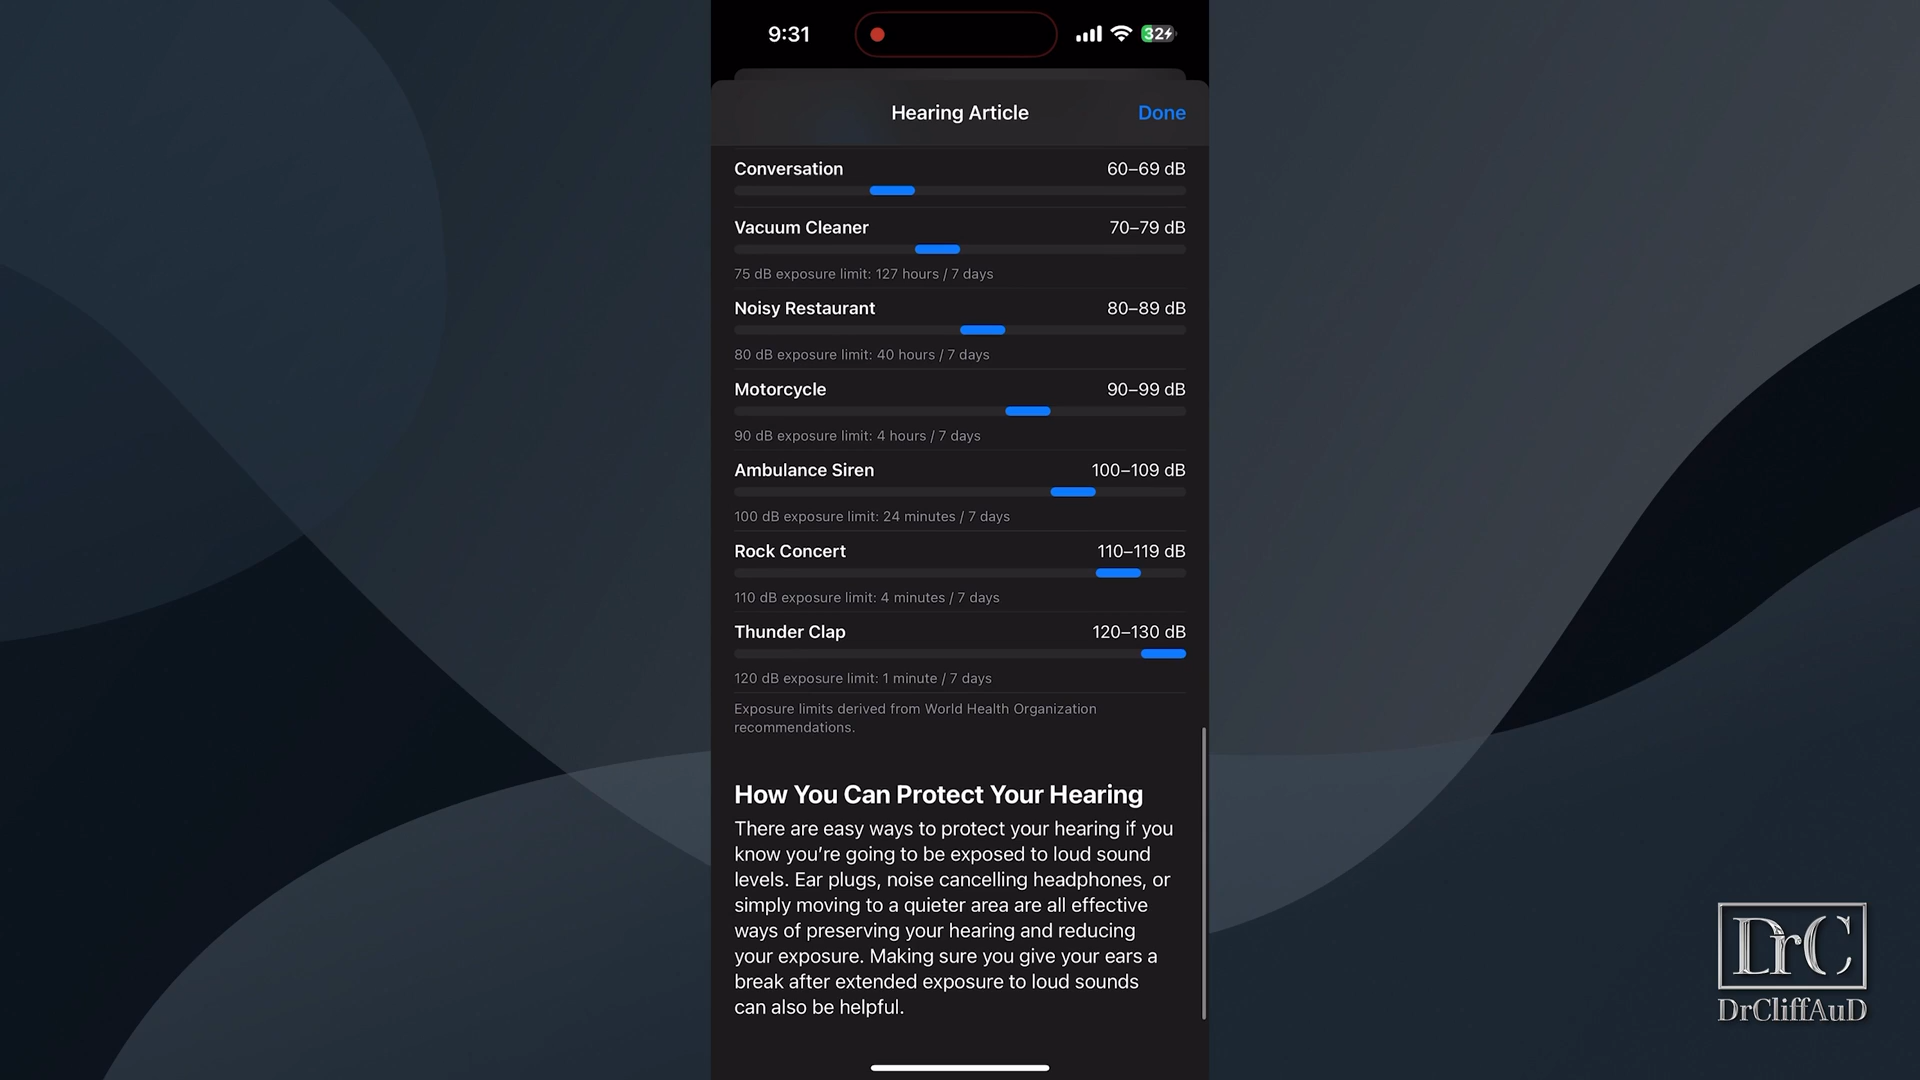 9:31
32
Hearing Article
Done
Conversation
60–69 dB
Vacuum Cleaner
70–79 dB
75 dB exposure limit: 127 hours / 7 days
Noisy Restaurant
80–89 dB
80 dB exposure limit: 40 hours / 7 days
Motorcycle
90–99 dB
90 dB exposure limit: 4 hours / 7 days
Ambulance Siren
100–109 dB
100 dB exposure limit: 24 minutes / 7 days
Rock Concert
110–119 dB
110 dB exposure limit: 4 minutes / 7 days
Thunder Clap
120–130 dB
120 dB exposure limit: 1 minute / 7 days
Exposure limits derived from World Health Organization
recommendations.
How You Can Protect Your Hearing
There are easy ways to protect your hearing if you
know you’re going to be exposed to loud sound
levels. Ear plugs, noise cancelling headphones, or
simply moving to a quieter area are all effective
ways of preserving your hearing and reducing
your exposure. Making sure you give your ears a
break after extended exposure to loud sounds
can also be helpful.
DrC
DrCliffAuD